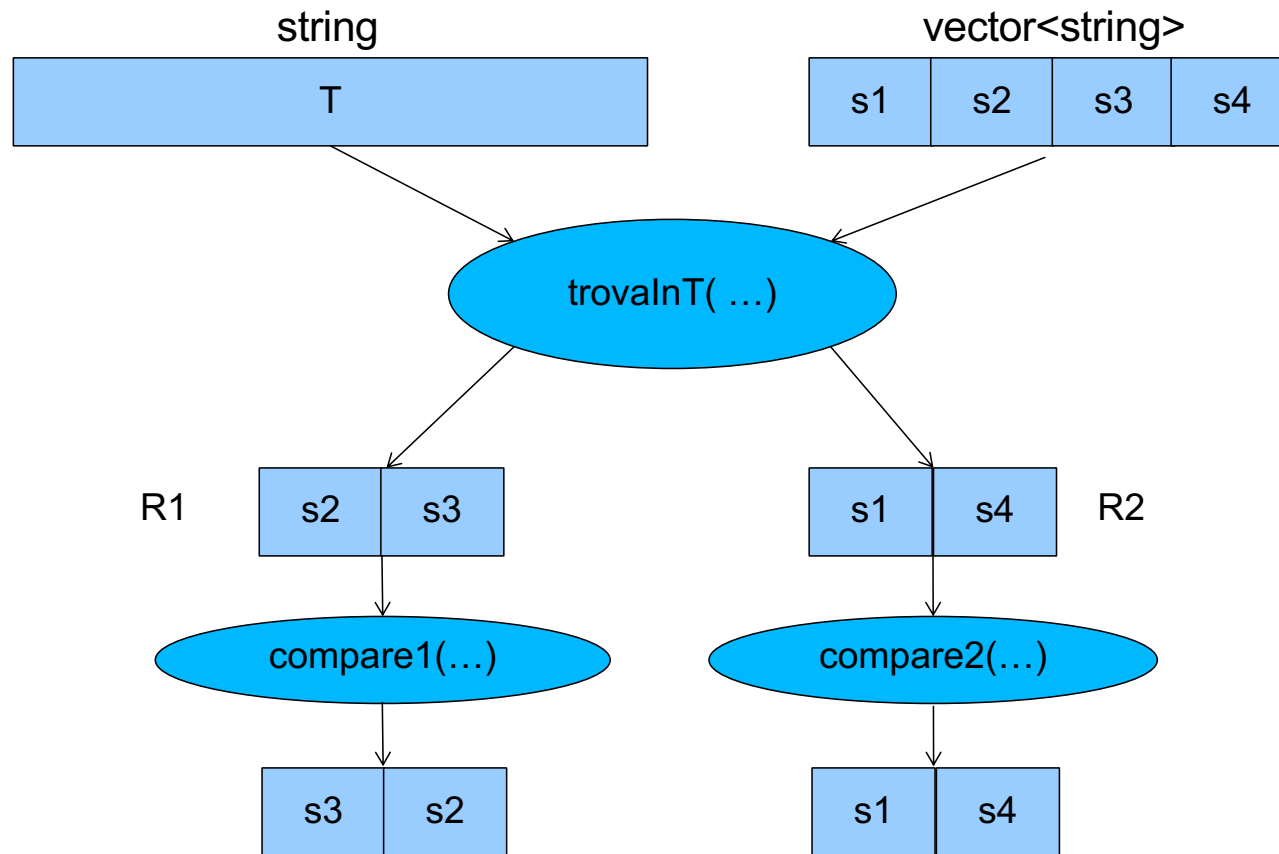 string
vector<string>
T
s1 s2 s3 s4
trovaInT( …)
R1
s2 s3
s1 s4
R2
compare1(…)
compare2(…)
s3 s2
s1 s4